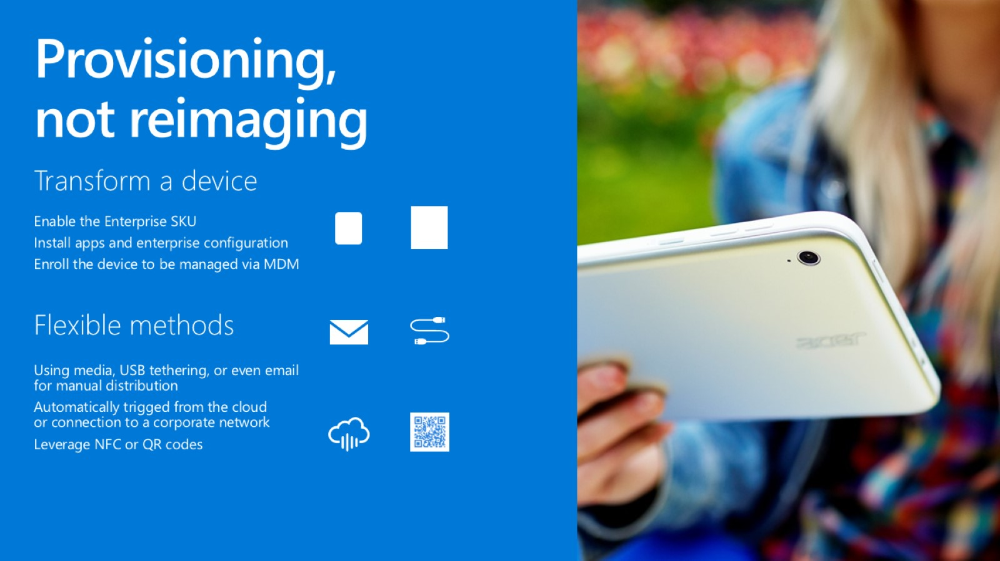 Provisioning,
not reimaging
Transform a device
Enable the Enterprise SKU
Install apps and enterprise configuration
Enroll the device to be managed via MDM
Flexible methods
Using media, USB tethering, or even email
for manual distribution
Automatically trigged from the cloud
or connection to a corporate network
Leverage NFC or QR codes
acer